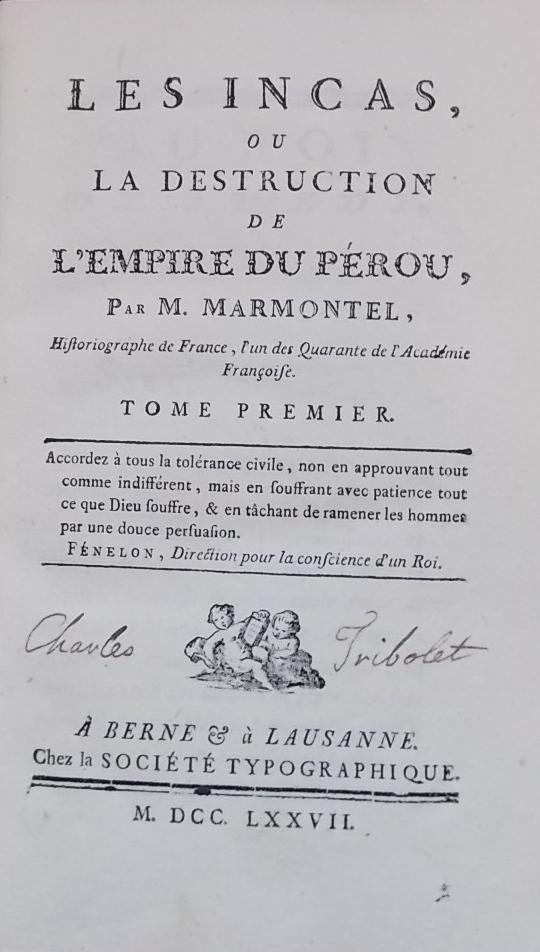 LES INCAS,
OU
LA DESTRUCTION
DE
L'EMPIRE DU PÉROU,
PAR M. MARMONTEL,
Hiſtoriographe de France, l'un des Quarante de l'Académie
Françoiſe.
TOME PREMIER.
Accordez à tous la tolérance civile, non en approuvant tout
comme indifférent, mais en ſouffrant avec patience tout
ce que Dieu ſouffre, & en tâchant de ramener les hommes
par une douce perſuaſion.
FÉNELON, Direction pour la conſcience d'un Roi.
Charles Tribolet
À BERNE & à LAUSANNE.
Chez la SOCIÉTÉ TYPOGRAPHIQUE.
M. DCC. LXXVII.